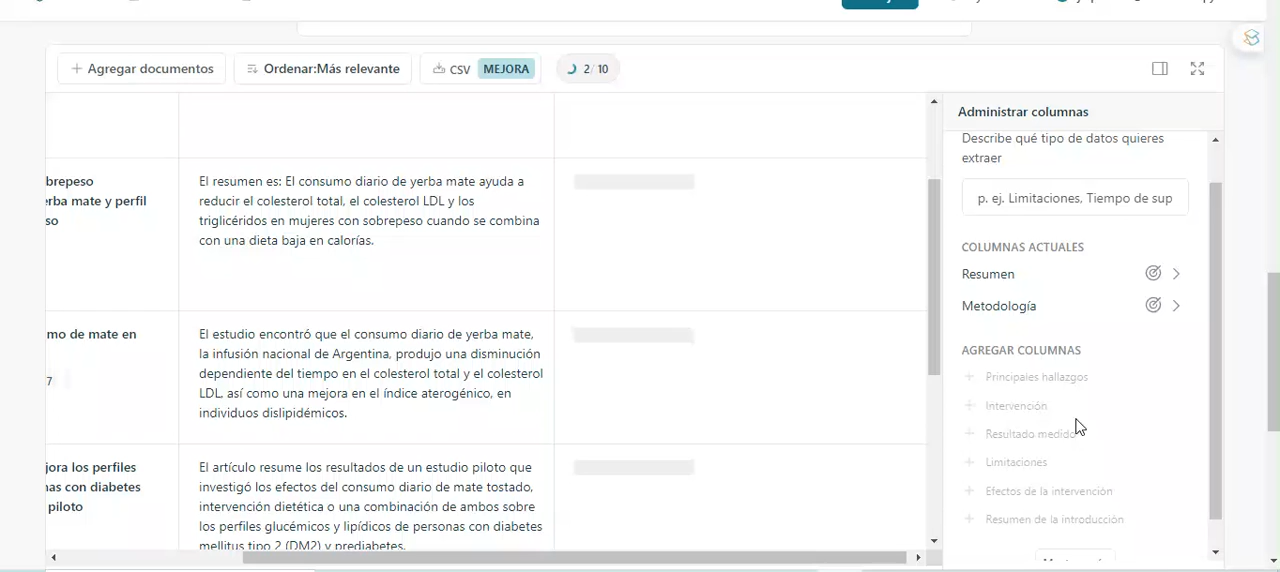 Agregar documentos
Ordenar:Más relevante
CSV MEJORA
2/ 10
brepeso
erba mate y perfil
so
El resumen es: El consumo diario de yerba mate ayuda a
reducir el colesterol total, el colesterol LDL y los
triglicéridos en mujeres con sobrepeso cuando se combina
con una dieta baja en calorías.
mo de mate en
7
El estudio encontró que el consumo diario de yerba mate,
la infusión nacional de Argentina, produjo una disminución
dependiente del tiempo en el colesterol total y el colesterol
LDL, así como una mejora en el índice aterogénico, en
individuos dislipidémicos.
jora los perfiles
nas con diabetes
piloto
El artículo resume los resultados de un estudio piloto que
investigó los efectos del consumo diario de mate tostado,
intervención dietética o una combinación de ambos sobre
los perfiles glucémicos y lipídicos de personas con diabetes
mellitus tipo 2 (DM2) y prediabetes.
Administrar columnas
Describe qué tipo de datos quieres
extraer
p. ej. Limitaciones, Tiempo de sup
COLUMNAS ACTUALES
Resumen
Metodología
AGREGAR COLUMNAS
Principales hallazgos
Intervención
Resultado medido
Limitaciones
Efectos de la intervención
Resumen de la introducción